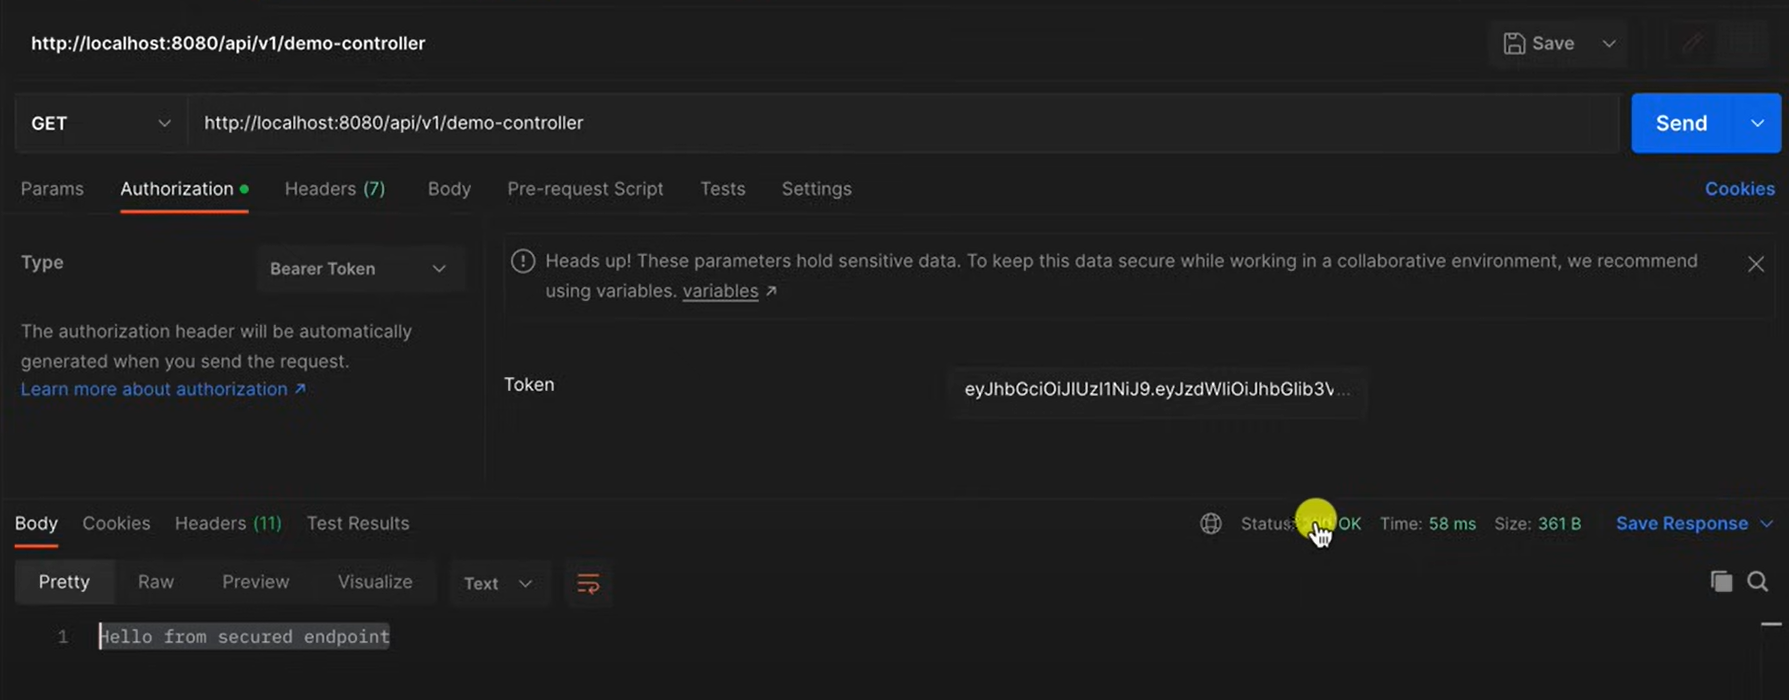 http://localhost:8080/api/v1/demo-controller
Save
GET
http://localhost:8080/api/v1/demo-controller
Send
Params
Authorization
Headers (7)
Body
Pre-request Script
Tests
Settings
Cookies
Type
Bearer Token
Heads up! These parameters hold sensitive data. To keep this data secure while working in a collaborative environment, we recommend
using variables. variables ↗
The authorization header will be automatically
generated when you send the request.
Learn more about authorization ↗
Token
eyJhbGciOiJIUzI1NiJ9.eyJzdWIiOiJhbGlib3V...
Body
Cookies
Headers (11)
Test Results
Status: OK
Time: 58 ms
Size: 361 B
Save Response
Pretty
Raw
Preview
Visualize
Text
1
Hello from secured endpoint